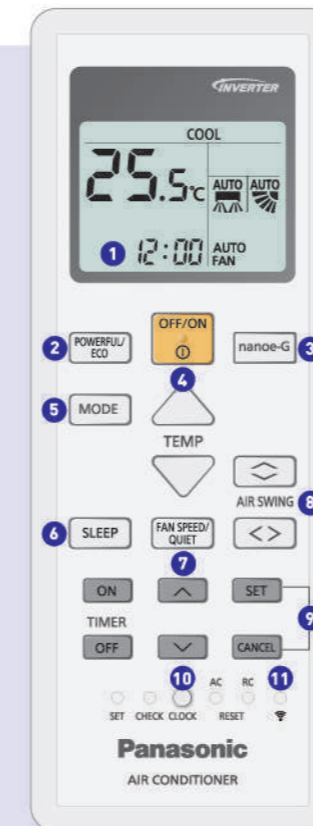 INVERTER
COOL
25.5℃ AUTO AUTO
1 12:00 AUTO FAN
OFF/ON
2 POWERFUL/ ECO
nanoe-G 3
4
5 MODE
TEMP
AIR SWING 8
6 SLEEP
FAN SPEED/ QUIET
7
ON
SET
TIMER
9
OFF
CANCEL
10 AC RC 11
SET CHECK CLOCK RESET
Panasonic
AIR CONDITIONER